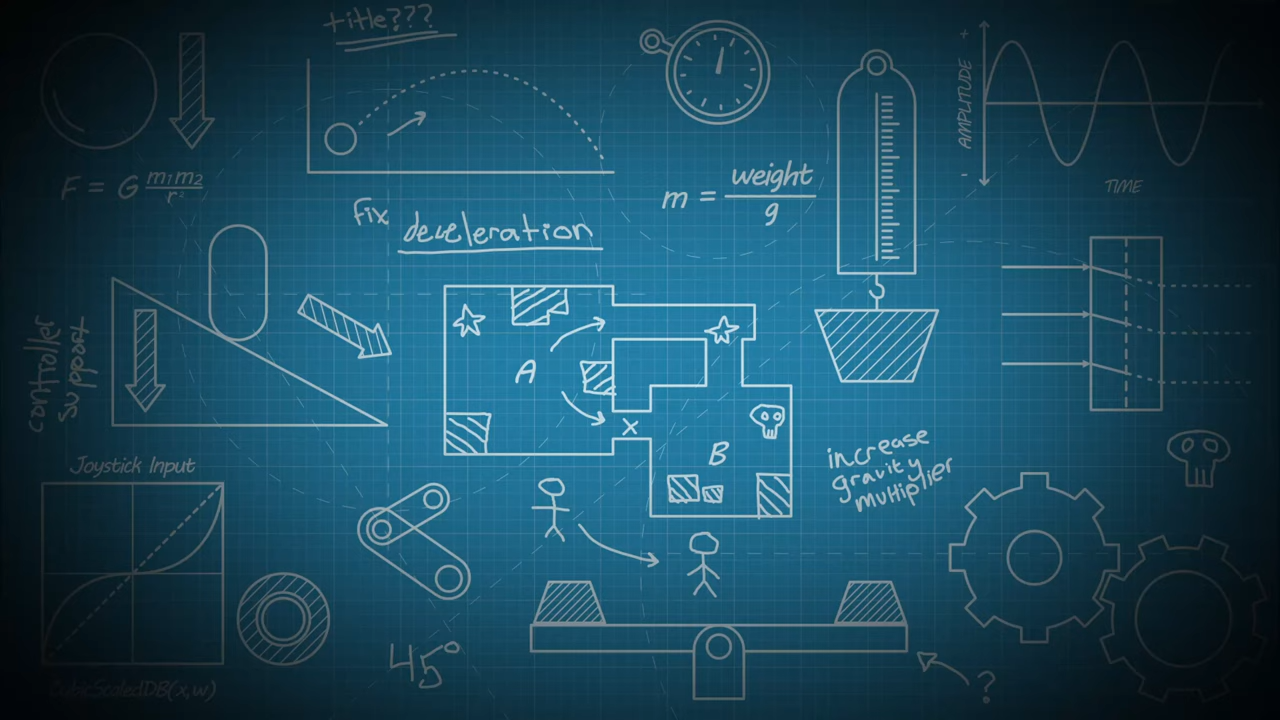 title???
AMPLITUDE
+
-
TIME
F = G m₁m₂
r²
m = weight
g
fix deceleration
controller
support
A
X
B
increase
gravity
multiplier
Joystick Input
45°
?
CubicScaledDB(x,w)